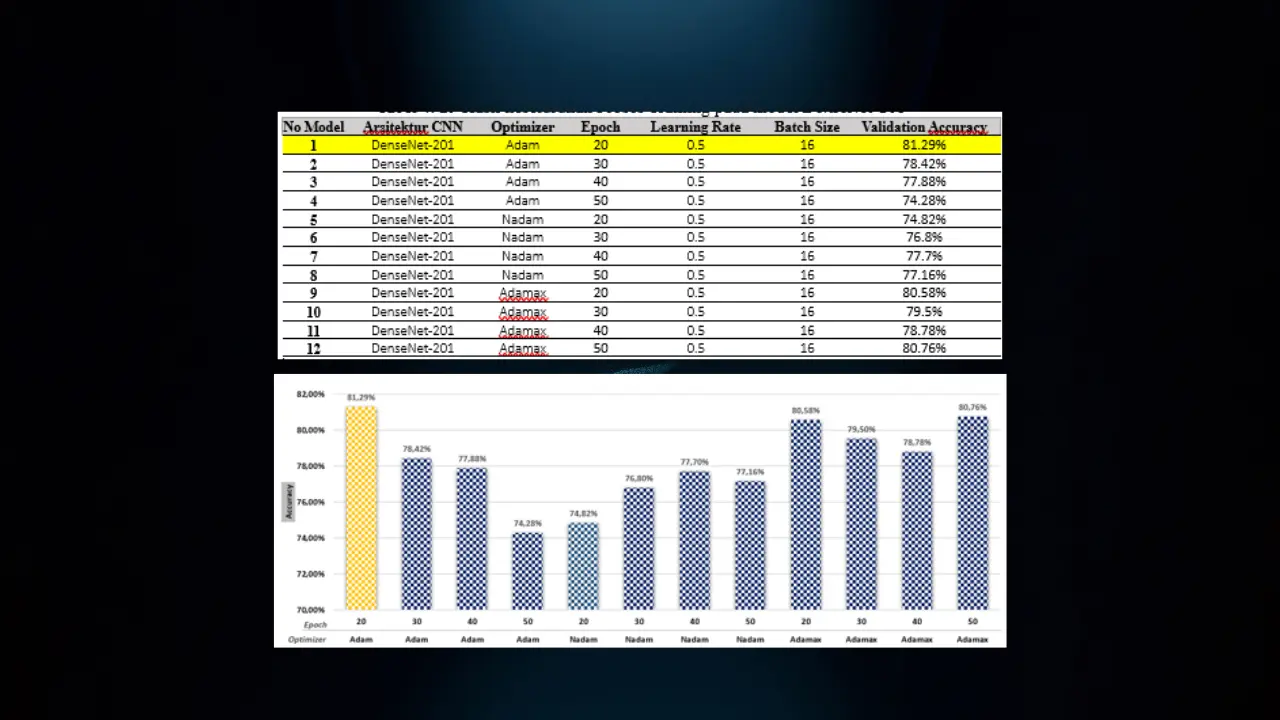 No Model Arsitektur CNN Optimizer Epoch Learning Rate Batch Size Validation Accuracy
1 DenseNet-201 Adam 20 0.5 16 81.29%
2 DenseNet-201 Adam 30 0.5 16 78.42%
3 DenseNet-201 Adam 40 0.5 16 77.88%
4 DenseNet-201 Adam 50 0.5 16 74.28%
5 DenseNet-201 Nadam 20 0.5 16 74.82%
6 DenseNet-201 Nadam 30 0.5 16 76.8%
7 DenseNet-201 Nadam 40 0.5 16 77.7%
8 DenseNet-201 Nadam 50 0.5 16 77.16%
9 DenseNet-201 Adamax 20 0.5 16 80.58%
10 DenseNet-201 Adamax 30 0.5 16 79.5%
11 DenseNet-201 Adamax 40 0.5 16 78.78%
12 DenseNet-201 Adamax 50 0.5 16 80.76%
82,00%
80,00%
78,00%
76,00%
74,00%
72,00%
70,00%
Accuracy
81,29% 78,42% 77,88% 74,28% 74,82% 76,80% 77,70% 77,16% 80,58% 79,50% 78,78% 80,76%
Epoch 20 30 40 50 20 30 40 50 20 30 40 50
Optimizer Adam Adam Adam Adam Nadam Nadam Nadam Nadam Adamax Adamax Adamax Adamax